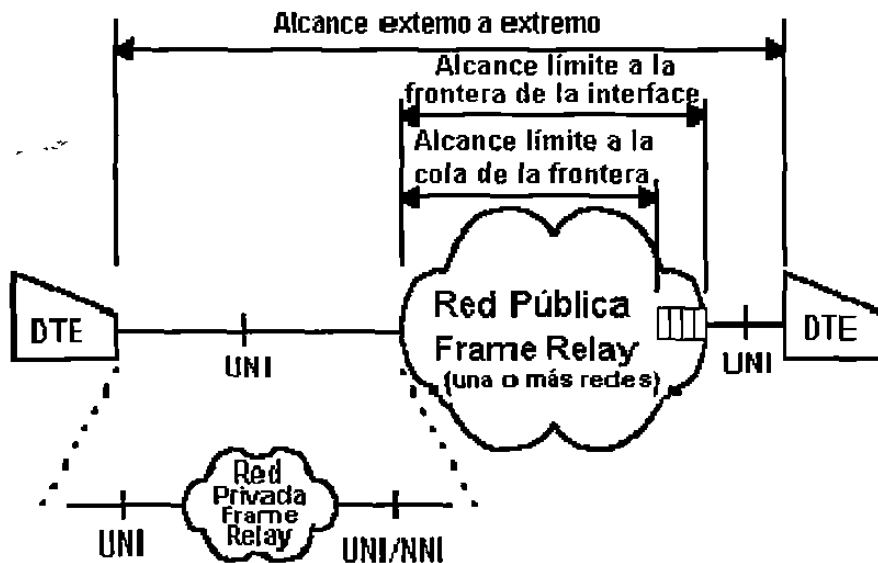 Alcance extemo a extremo
Alcance límite a la
frontera de la interface
Alcance límite a la
cola de la frontera
Red Pública
Frame Relay
(una o más redes)
DTE
UNI
UNI
DTE
Red
Privada
Frame
Relay
UNI
UNI/NNI